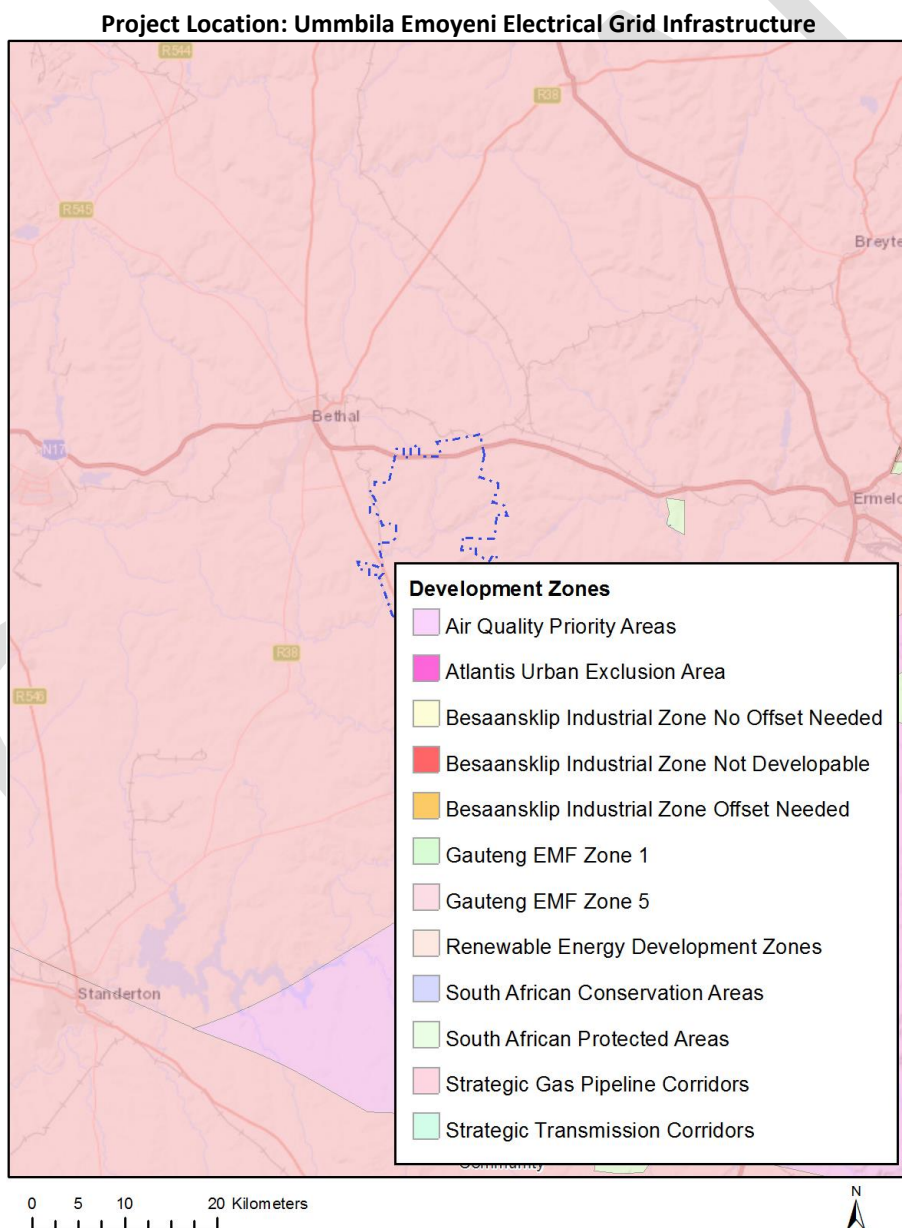 Project Location: Ummbila Emoyeni Electrical Grid Infrastructure
R544
R38
R545
Breyte
Bethal
N17
Ermelo
R38
R546
Standerton
Development Zones
Air Quality Priority Areas
Atlantis Urban Exclusion Area
Besaansklip Industrial Zone No Offset Needed
Besaansklip Industrial Zone Not Developable
Besaansklip Industrial Zone Offset Needed
Gauteng EMF Zone 1
Gauteng EMF Zone 5
Renewable Energy Development Zones
South African Conservation Areas
South African Protected Areas
Strategic Gas Pipeline Corridors
Strategic Transmission Corridors
Community
0 5 10 20 Kilometers
N